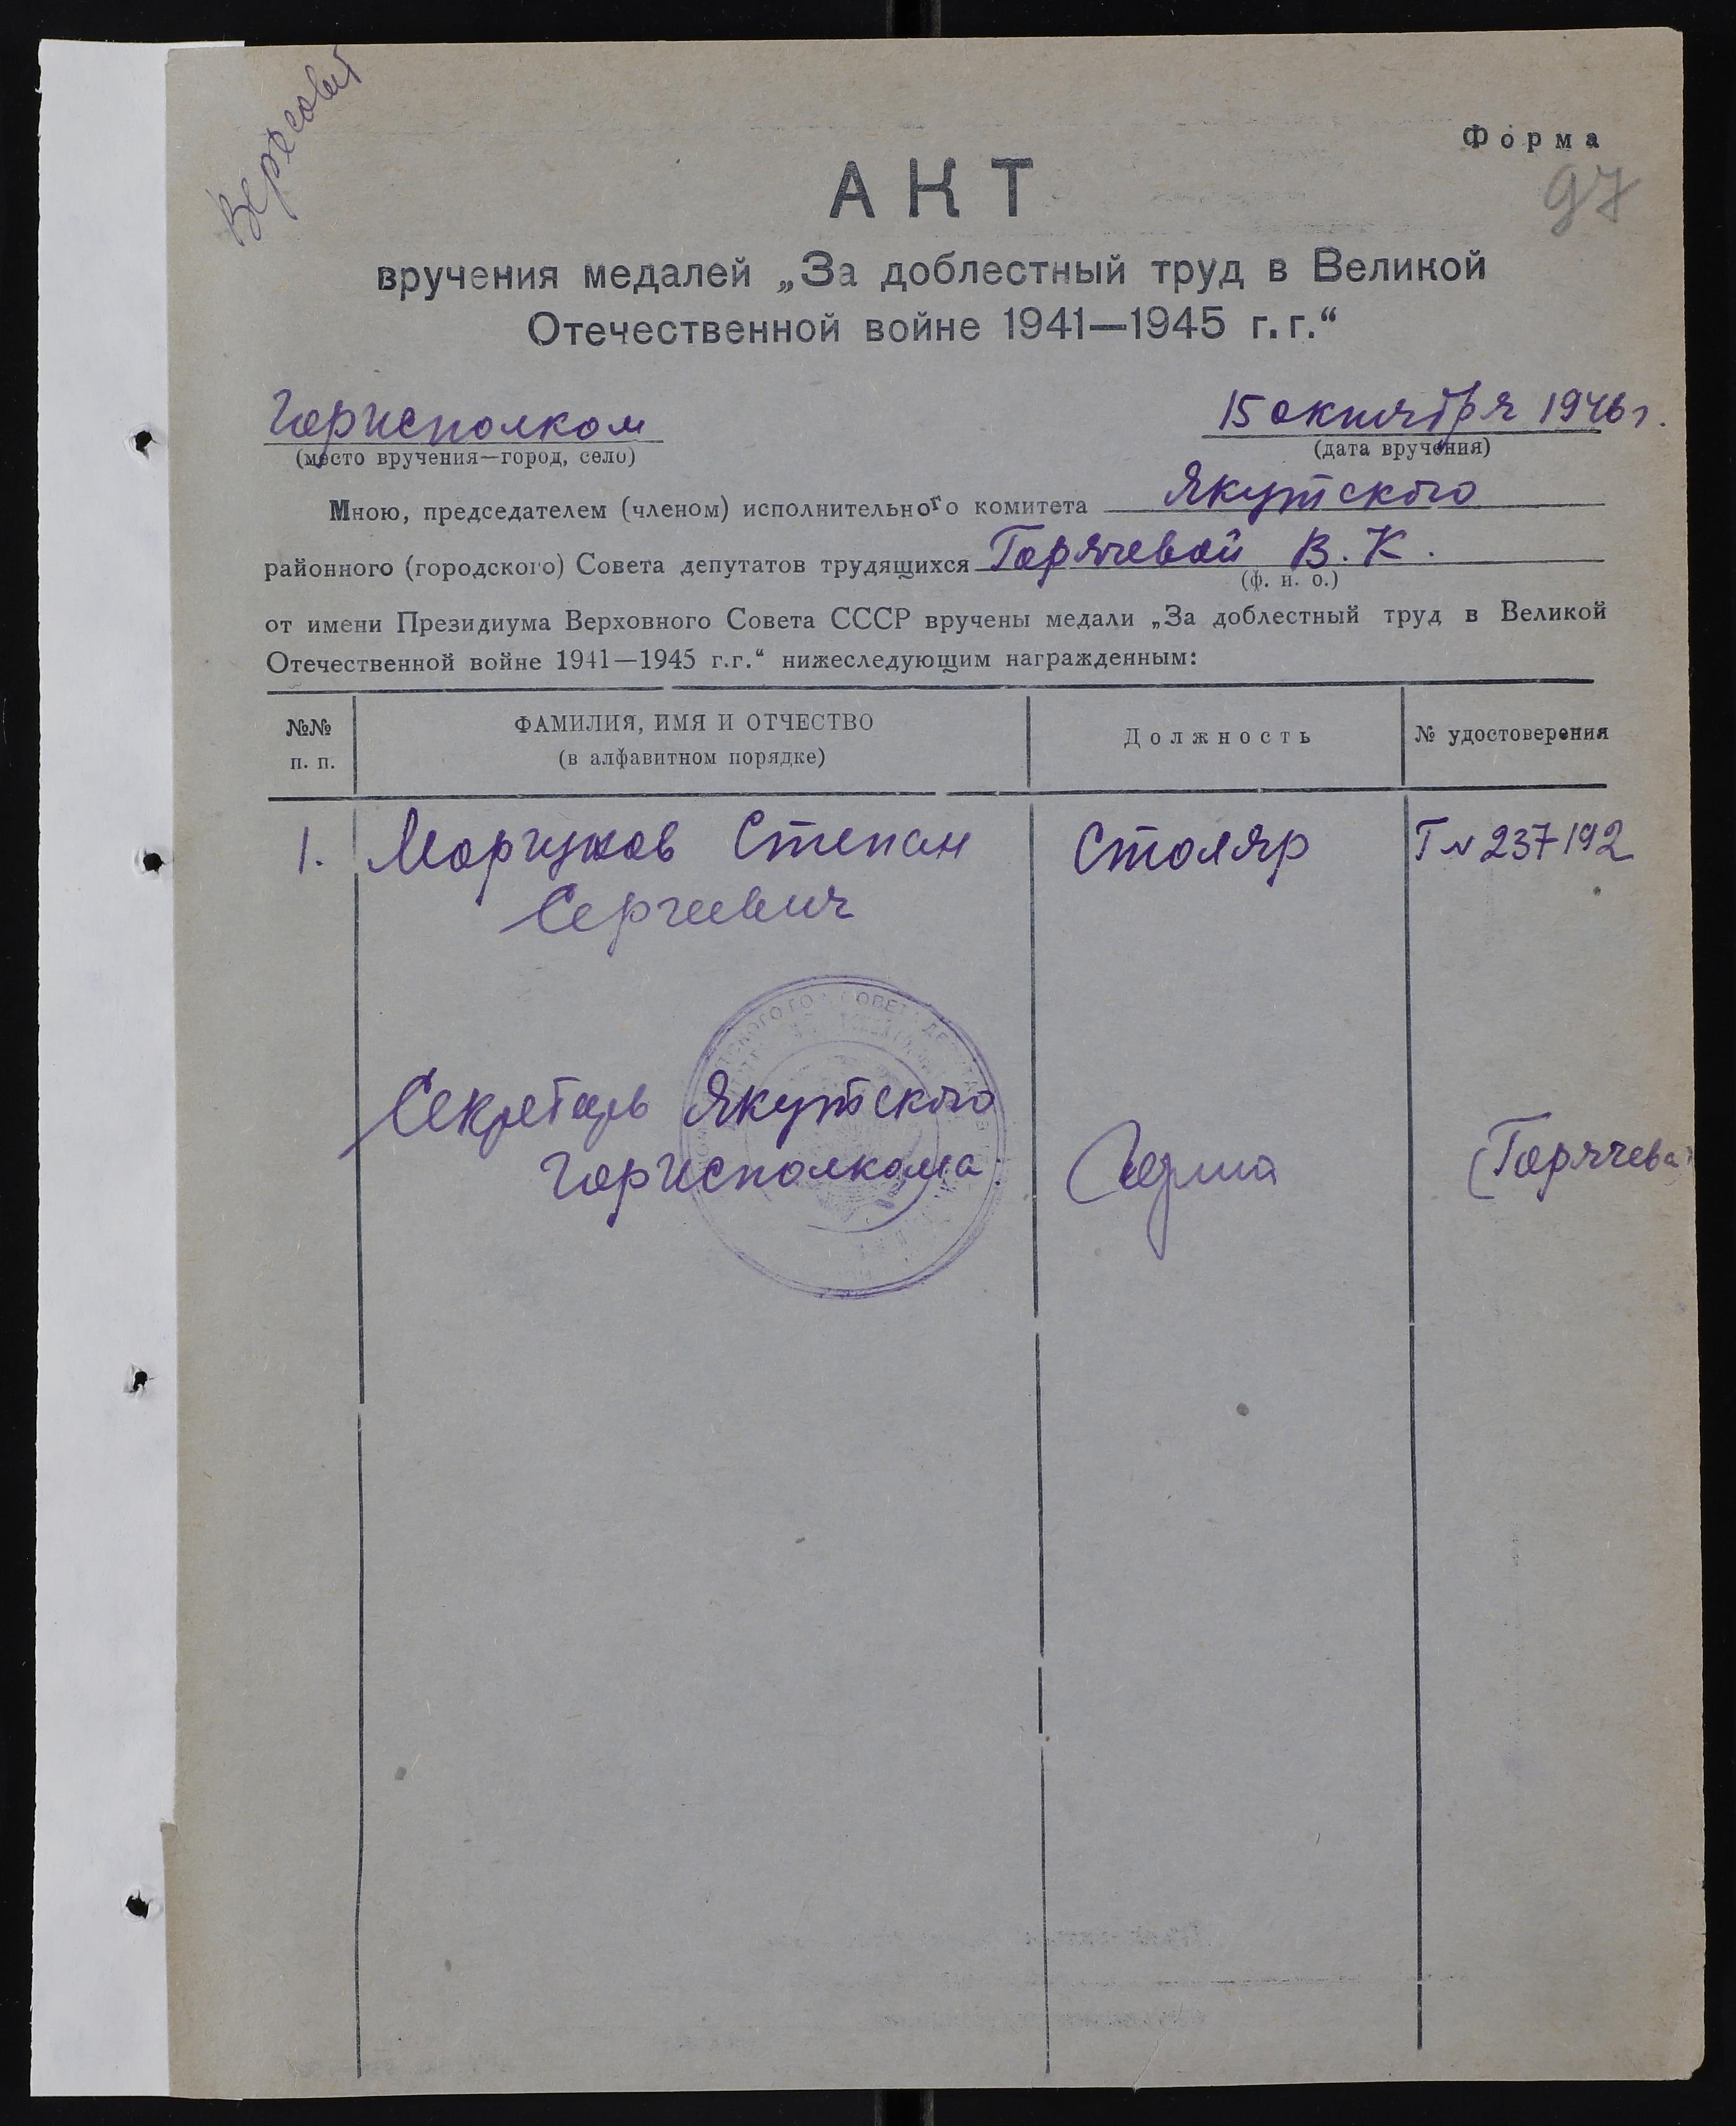 Верхсовет
Форма
97
АКТ
вручения медалей „За доблестный труд в Великой
Отечественной войне 1941—1945 г.г.“
Горисполком
15 октября 1946 г.
(место вручения—город, село)
(дата вручения)
Мною, председателем (членом) исполнительного комитета Якутского
районного (городского) Совета депутатов трудящихся Горячевой В. К.
(ф. и. о.)
от имени Президиума Верховного Совета СССР вручены медали „За доблестный труд в Великой
Отечественной войне 1941—1945 г.г.“ нижеследующим награжденным:
№№ п. п.
ФАМИЛИЯ, ИМЯ И ОТЧЕСТВО
(в алфавитном порядке)
Должность
№ удостоверения
1. Степан Столяр Т № 237192
Сергеевич
Секретарь Якутского
Горисполкома: (Горячева)